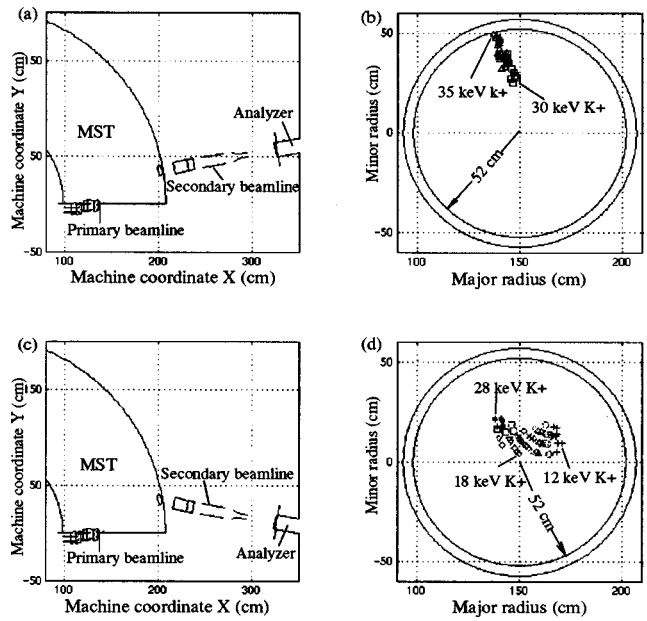 (a)
Machine coordinate Y (cm)
150
50
-50
100
200
300
Machine coordinate X (cm)
MST
Analyzer
Secondary beamline
Primary beamline
(b)
Minor radius (cm)
50
0
-50
100
150
200
Major radius (cm)
35 keV k+
30 keV K+
52 cm
(c)
Machine coordinate Y (cm)
150
50
-50
100
200
300
Machine coordinate X (cm)
MST
Secondary beamline
Primary beamline
Analyzer
(d)
Minor radius (cm)
50
0
-50
100
150
200
Major radius (cm)
28 keV K+
18 keV K+
12 keV K+
52 cm